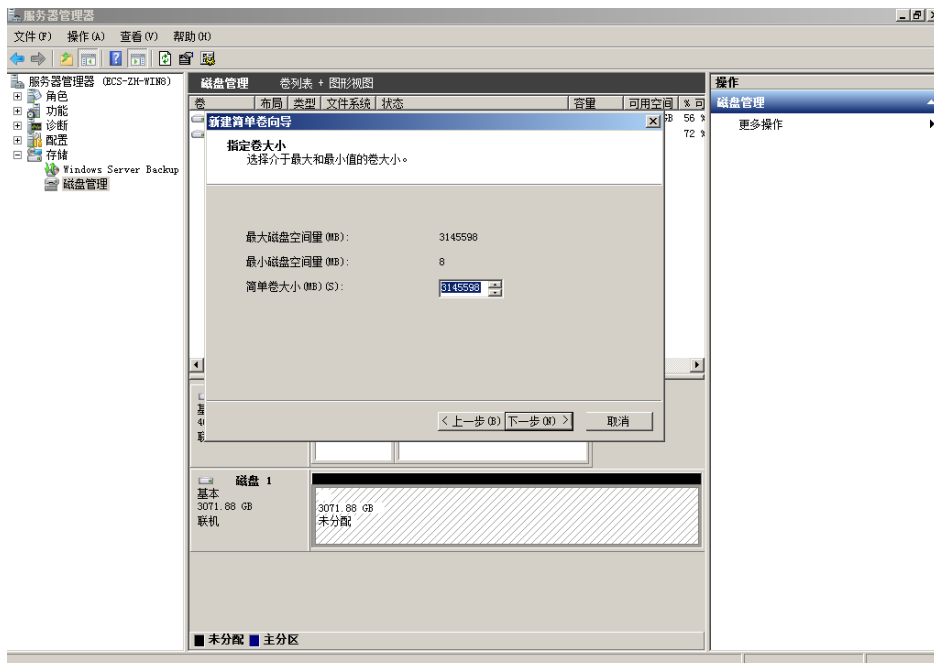 服务器管理器
文件(F) 操作(A) 查看(V) 帮助(H)
服务器管理器 (ECS-ZH-WIN8)
角色
功能
诊断
配置
存储
Windows Server Backup
磁盘管理
磁盘管理 卷列表 + 图形视图
卷 布局 类型 文件系统 状态 容量 可用空间 % 可
GB 56 %
72 %
新建简单卷向导
指定卷大小
选择介于最大和最小值的卷大小。
最大磁盘空间量(MB): 3145598
最小磁盘空间量(MB): 8
简单卷大小(MB)(S): 3145598
< 上一步(B) 下一步(N) > 取消
磁盘 1
基本
3071.88 GB
联机
3071.88 GB
未分配
未分配 主分区
操作
磁盘管理
更多操作